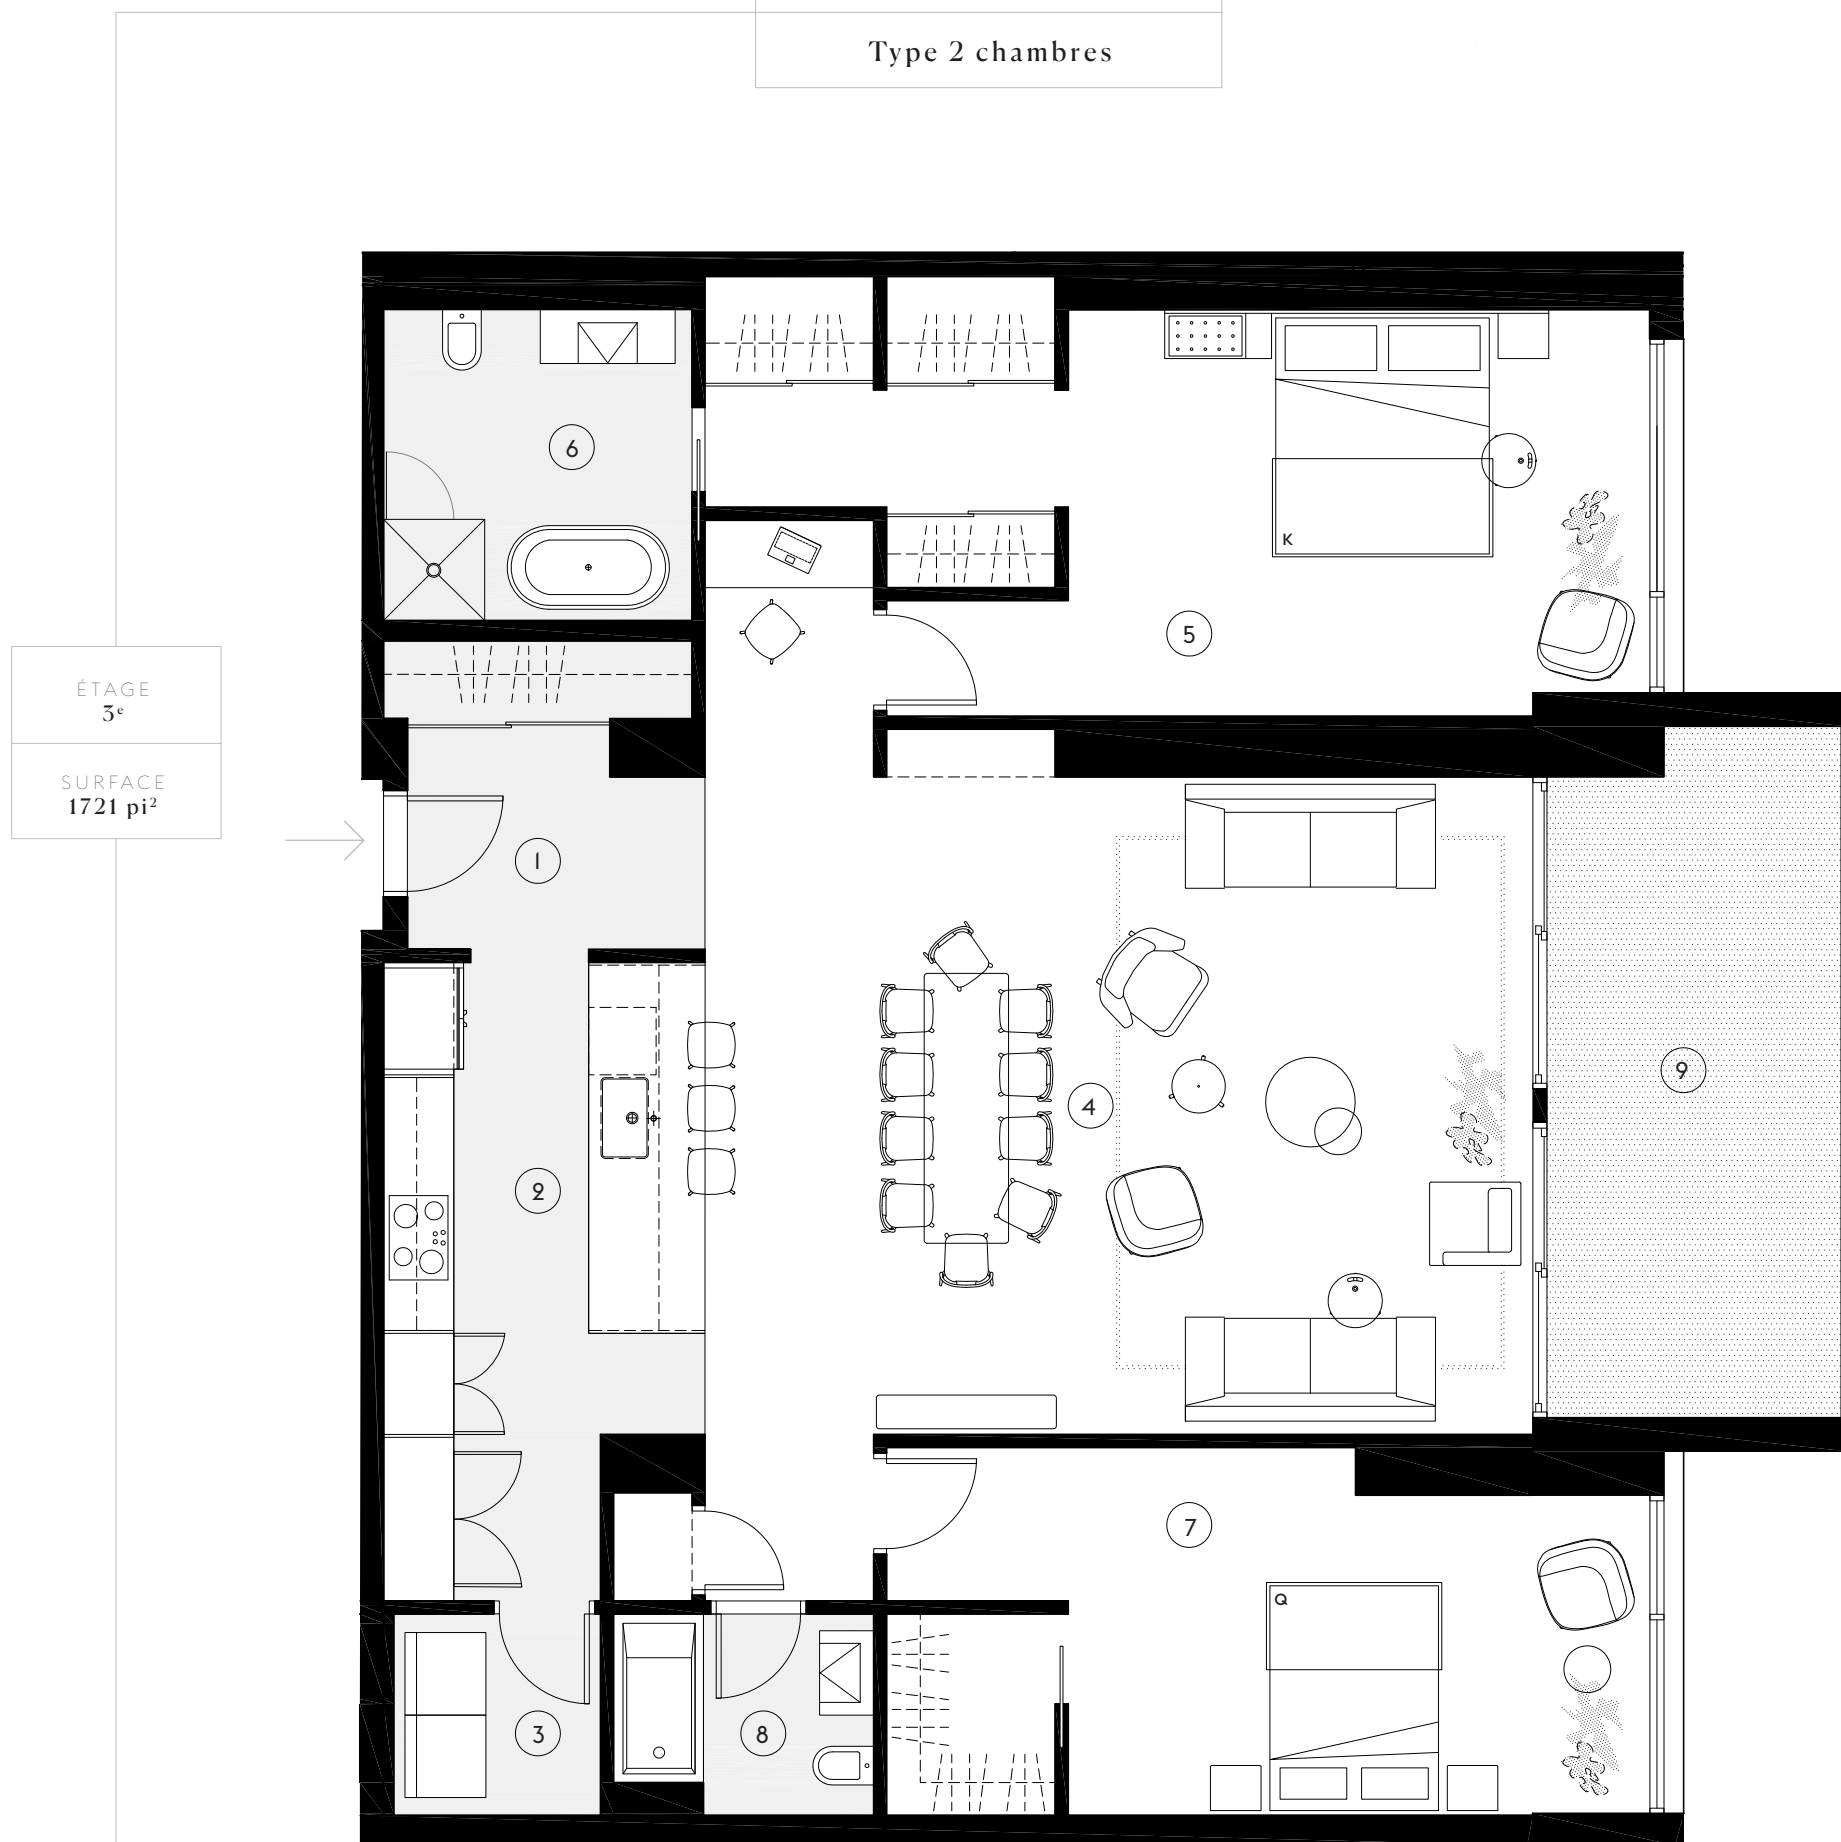 Type 2 chambres
6
K
5
ÉTAGE
3ᵉ
SURFACE
1721 pi²
1
4
9
2
7
Q
3
8